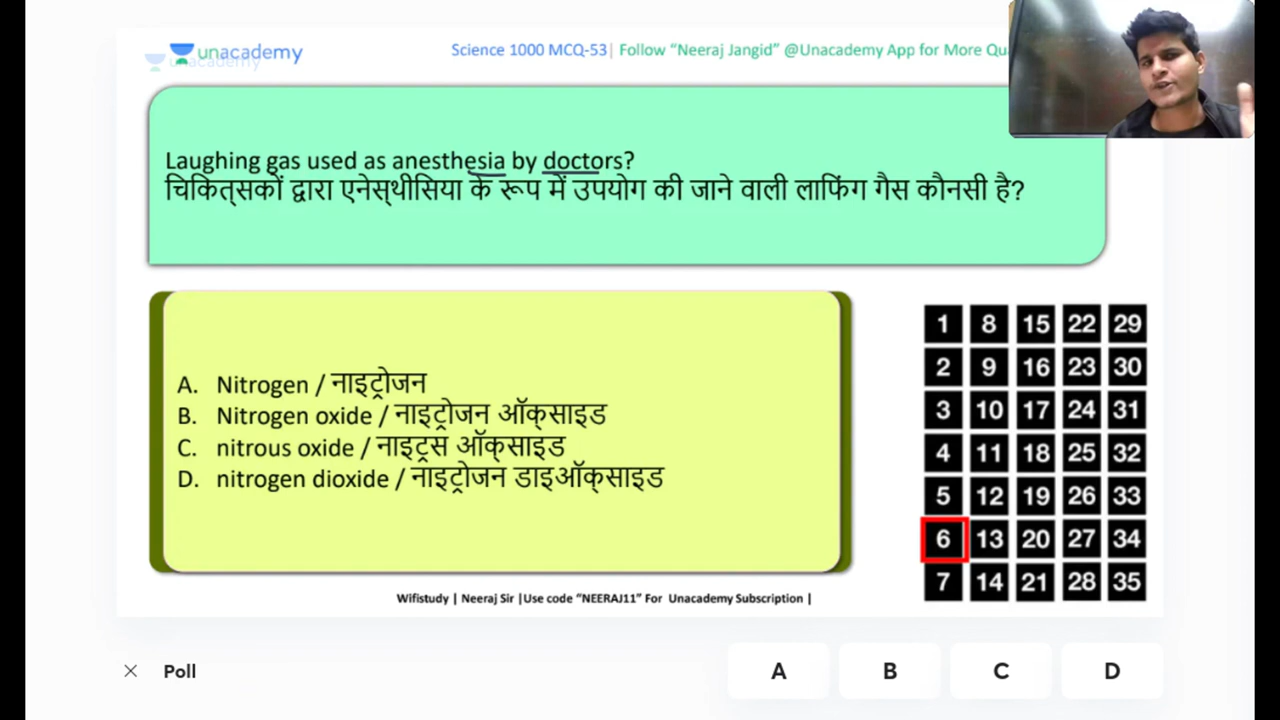 unacademy
Science 1000 MCQ-53| Follow “Neeraj Jangid” @Unacademy App for More
Laughing gas used as anesthesia by doctors?
चिकित्सकों द्वारा एनेस्थीसिया के रूप में उपयोग की जाने वाली लाफिंग गैस कौनसी है?
A. Nitrogen / नाइट्रोजन
B. Nitrogen oxide / नाइट्रोजन ऑक्साइड
C. nitrous oxide / नाइट्रस ऑक्साइड
D. nitrogen dioxide / नाइट्रोजन डाइऑक्साइड
1 8 15 22 29
2 9 16 23 30
3 10 17 24 31
4 11 18 25 32
5 12 19 26 33
6 13 20 27 34
7 14 21 28 35
Wifistudy | Neeraj Sir |Use code “NEERAJ11” For Unacademy Subscription |
Poll A B C D